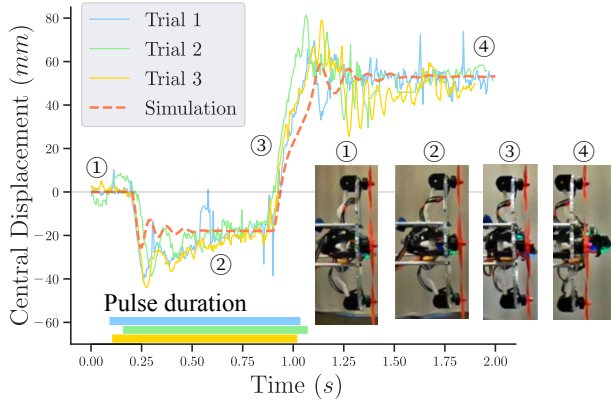 Central Displacement (mm)
80
60
40
20
0
−20
−40
−60
Trial 1
Trial 2
Trial 3
Simulation
①
②
③
④
① ② ③ ④
Pulse duration
0.00 0.25 0.50 0.75 1.00 1.25 1.50 1.75 2.00
Time (s)